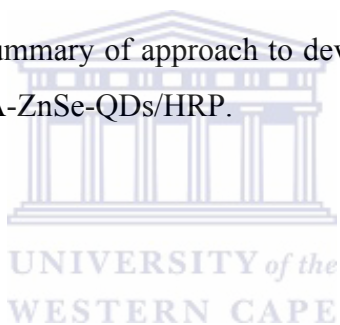 ummary of approach to dev
A-ZnSe-QDs/HRP.
UNIVERSITY of the
WESTERN CAPE